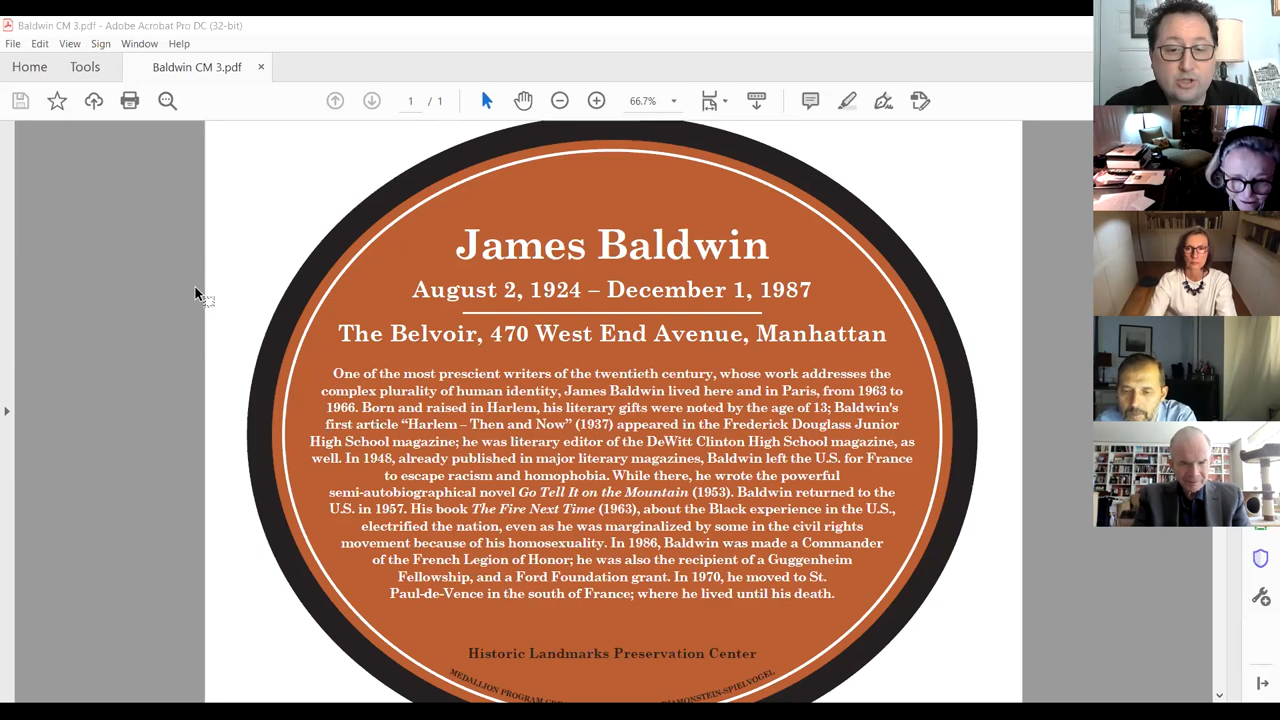 Baldwin CM 3.pdf - Adobe Acrobat Pro DC (32-bit)
File Edit View Sign Window Help
Home Tools Baldwin CM 3.pdf ×
1 / 1 66.7%
James Baldwin
August 2, 1924 – December 1, 1987
The Belvoir, 470 West End Avenue, Manhattan
One of the most prescient writers of the twentieth century, whose work addresses the
complex plurality of human identity, James Baldwin lived here and in Paris, from 1963 to
1966. Born and raised in Harlem, his literary gifts were noted by the age of 13; Baldwin's
first article “Harlem – Then and Now” (1937) appeared in the Frederick Douglass Junior
High School magazine; he was literary editor of the DeWitt Clinton High School magazine, as
well. In 1948, already published in major literary magazines, Baldwin left the U.S. for France
to escape racism and homophobia. While there, he wrote the powerful
semi-autobiographical novel Go Tell It on the Mountain (1953). Baldwin returned to the
U.S. in 1957. His book The Fire Next Time (1963), about the Black experience in the U.S.,
electrified the nation, even as he was marginalized by some in the civil rights
movement because of his homosexuality. In 1986, Baldwin was made a Commander
of the French Legion of Honor; he was also the recipient of a Guggenheim
Fellowship, and a Ford Foundation grant. In 1970, he moved to St.
Paul-de-Vence in the south of France; where he lived until his death.
Historic Landmarks Preservation Center
MEDALLION PROGRAM